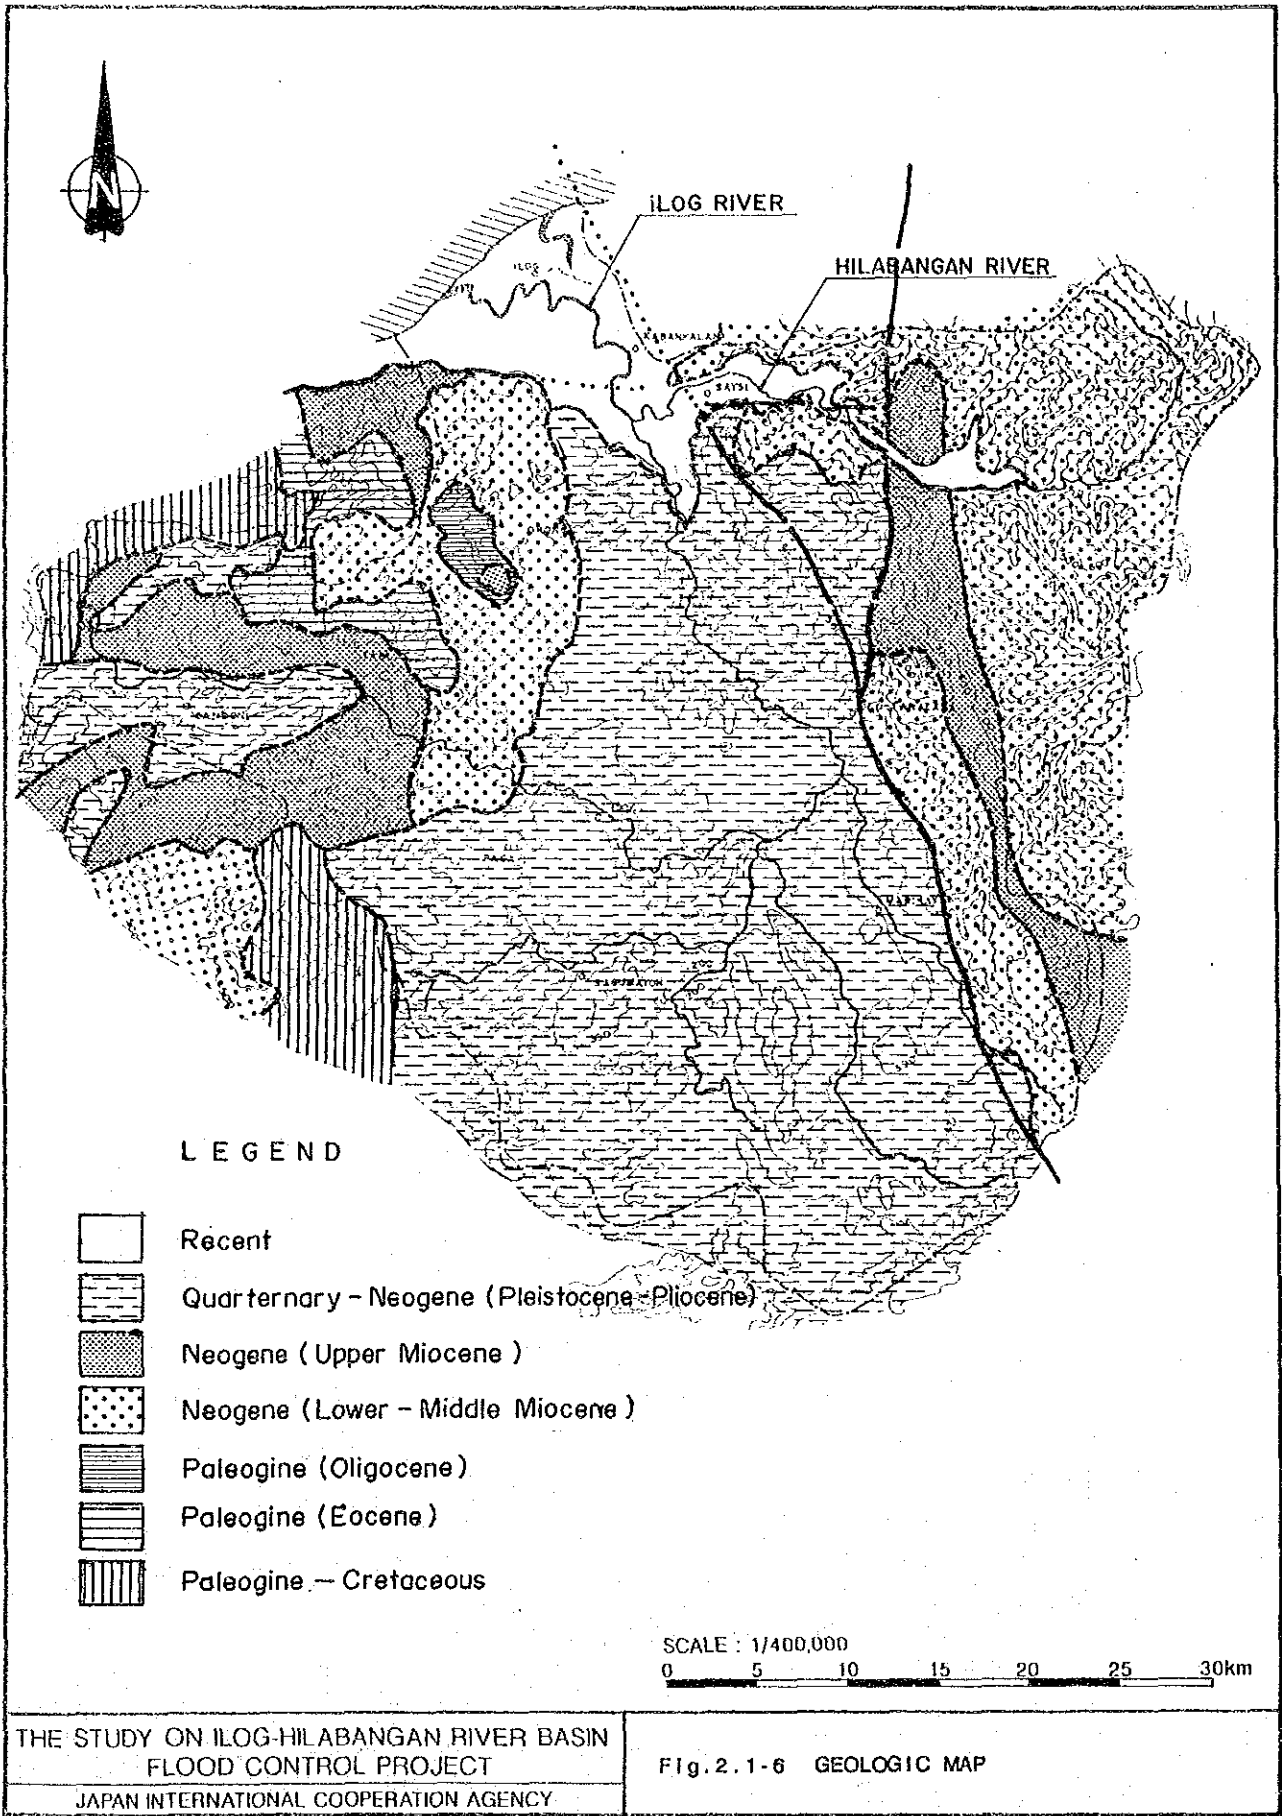 N
ILOG RIVER
HILABANGAN RIVER
ILOG
KABANKALAN
LEGEND
Recent
Quarternary - Neogene (Pleistocene-Pliocene)
Neogene (Upper Miocene)
Neogene (Lower - Middle Miocene)
Paleogine (Oligocene)
Paleogine (Eocene)
Paleogine - Cretaceous
SCALE : 1/400,000
0 5 10 15 20 25 30km
THE STUDY ON ILOG-HILABANGAN RIVER BASIN
FLOOD CONTROL PROJECT
JAPAN INTERNATIONAL COOPERATION AGENCY
Fig.2.1-6 GEOLOGIC MAP